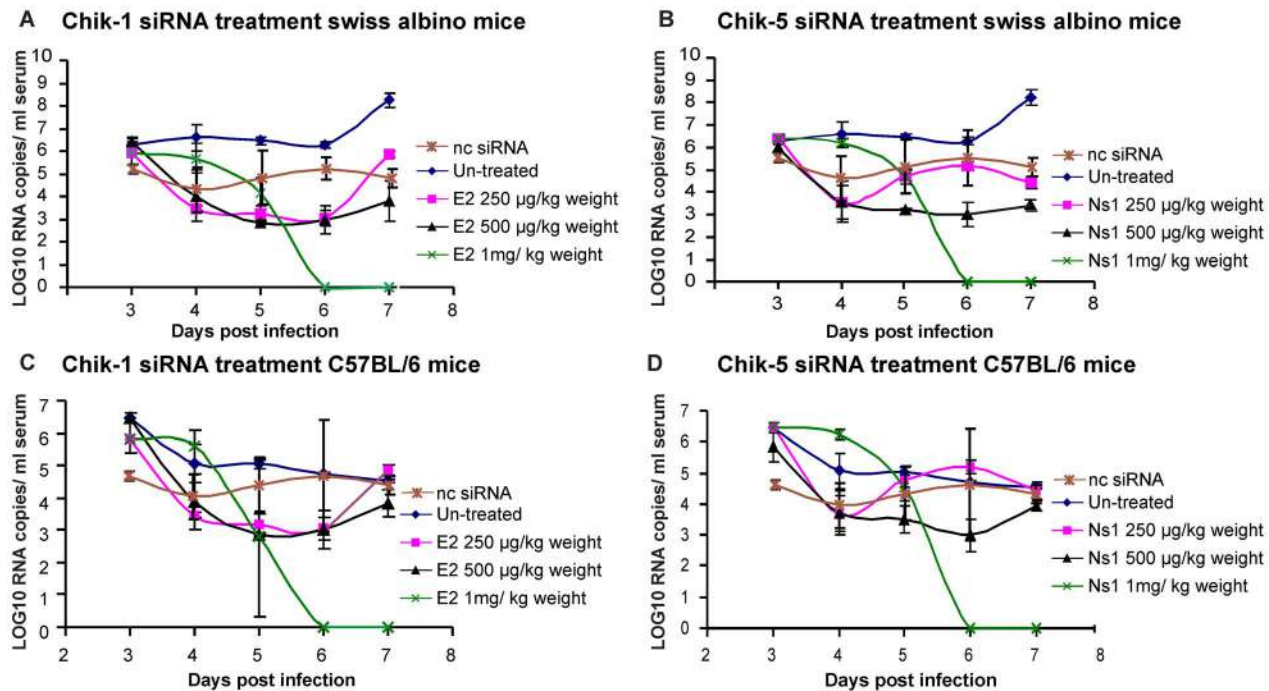 A Chik-1 siRNA treatment swiss albino mice
LOG10 RNA copies/ ml serum
10
9
8
7
6
5
4
3
2
1
0
2 3 4 5 6 7 8
Days post infection
nc siRNA
Un-treated
E2 250 µg/kg weight
E2 500 µg/kg weight
E2 1mg/ kg weight
B Chik-5 siRNA treatment swiss albino mice
LOG10 RNA copies/ ml serum
10
9
8
7
6
5
4
3
2
1
0
2 3 4 5 6 7 8
Days post infection
nc siRNA
Un-treated
Ns1 250 µg/kg weight
Ns1 500 µg/kg weight
Ns1 1mg/ kg weight
C Chik-1 siRNA treatment C57BL/6 mice
LOG10 RNA copies/ ml serum
7
6
5
4
3
2
1
0
2 3 4 5 6 7 8
Days post infection
nc siRNA
Un-treated
E2 250 µg/kg weight
E2 500 µg/kg weight
E2 1mg/ kg weight
D Chik-5 siRNA treatment C57BL/6 mice
LOG10 RNA copies/ ml serum
7
6
5
4
3
2
1
0
2 3 4 5 6 7 8
Days post infection
nc siRNA
Un-treated
Ns1 250 µg/kg weight
Ns1 500 µg/kg weight
Ns1 1mg/ kg weight